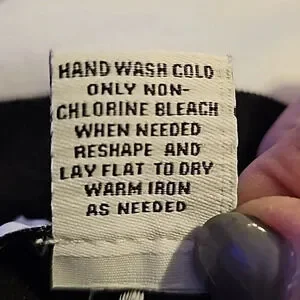 HAND WASH COLD
ONLY NON-
CHLORINE BLEACH
WHEN NEEDED
RESHAPE AND
LAY FLAT TO DRY
WARM IRON
AS NEEDED